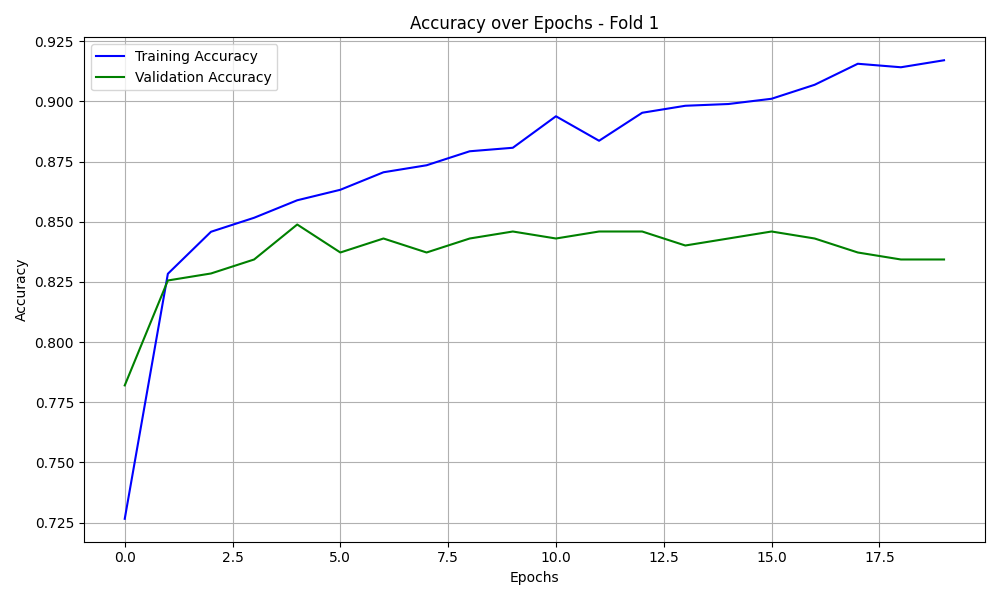 Accuracy over Epochs - Fold 1
Training Accuracy
Validation Accuracy
Accuracy
0.925
0.900
0.875
0.850
0.825
0.800
0.775
0.750
0.725
0.0 2.5 5.0 7.5 10.0 12.5 15.0 17.5
Epochs